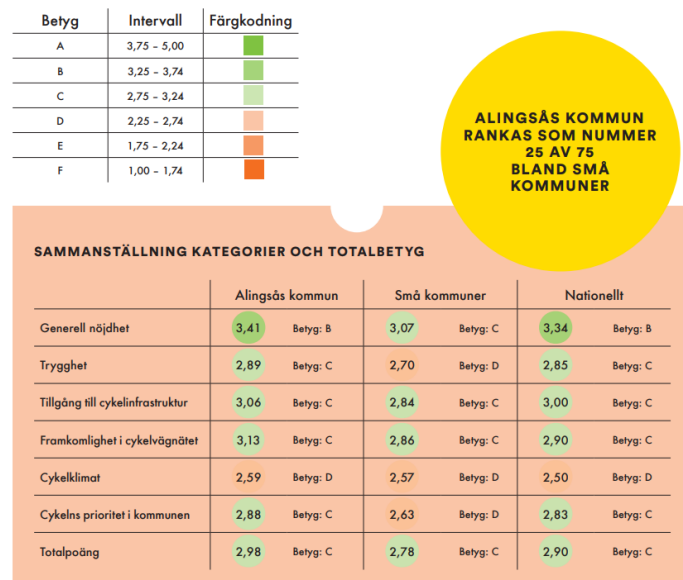 Betyg Intervall Färgkodning
A 3,75 – 5,00
B 3,25 – 3,74
C 2,75 – 3,24
D 2,25 – 2,74
E 1,75 – 2,24
F 1,00 – 1,74
ALINGSÅS KOMMUN
RANKAS SOM NUMMER
25 AV 75
BLAND SMÅ
KOMMUNER
SAMMANSTÄLLNING KATEGORIER OCH TOTALBETYG
Alingsås kommun Små kommuner Nationellt
Generell nöjdhet 3,41 Betyg: B 3,07 Betyg: C 3,34 Betyg: B
Trygghet 2,89 Betyg: C 2,70 Betyg: D 2,85 Betyg: C
Tillgång till cykelinfrastruktur 3,06 Betyg: C 2,84 Betyg: C 3,00 Betyg: C
Framkomlighet i cykelvägnätet 3,13 Betyg: C 2,86 Betyg: C 2,90 Betyg: C
Cykelklimat 2,59 Betyg: D 2,57 Betyg: D 2,50 Betyg: D
Cykelns prioritet i kommunen 2,88 Betyg: C 2,63 Betyg: D 2,83 Betyg: C
Totalpoäng 2,98 Betyg: C 2,78 Betyg: C 2,90 Betyg: C